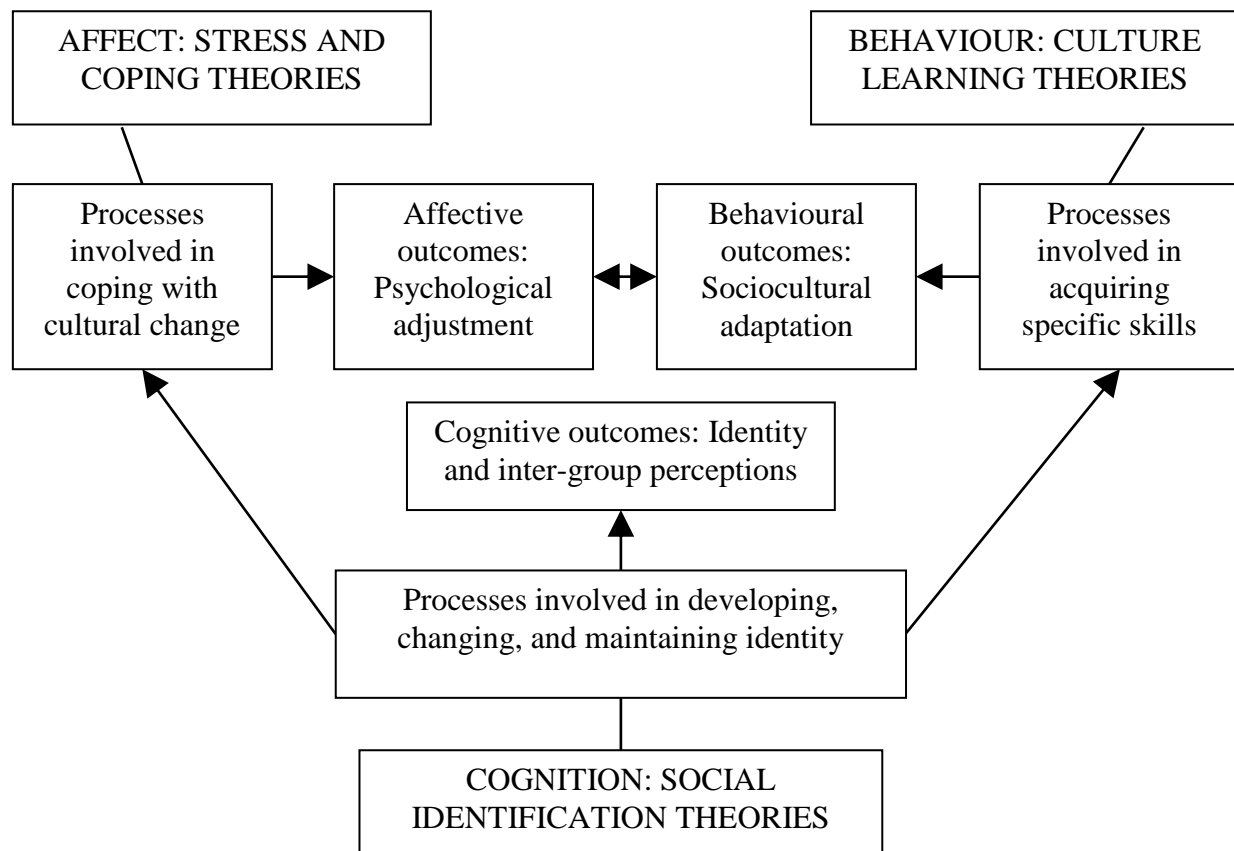 AFFECT: STRESS AND
COPING THEORIES
BEHAVIOUR: CULTURE
LEARNING THEORIES
Processes
involved in
coping with
cultural change
Affective
outcomes:
Psychological
adjustment
Behavioural
outcomes:
Sociocultural
adaptation
Processes
involved in
acquiring
specific skills
Cognitive outcomes: Identity
and inter-group perceptions
Processes involved in developing,
changing, and maintaining identity
COGNITION: SOCIAL
IDENTIFICATION THEORIES